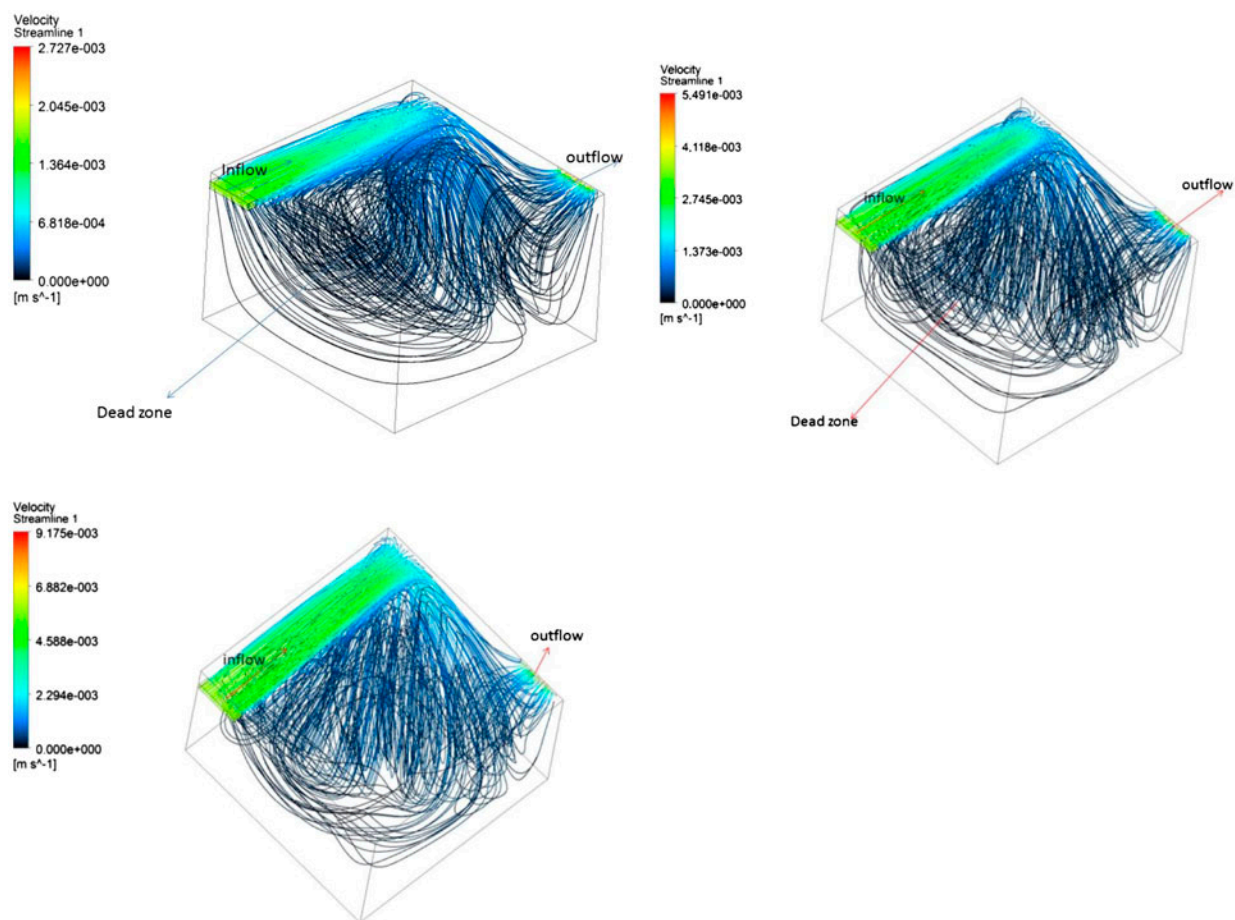 Velocity
Streamline 1
2.727e-003
2.045e-003
1.364e-003
6.818e-004
0.000e+000
[m s^-1]
Inflow
outflow
Dead zone
Velocity
Streamline 1
5.491e-003
4.118e-003
2.745e-003
1.373e-003
0.000e+000
[m s^-1]
inflow
outflow
Dead zone
Velocity
Streamline 1
9.175e-003
6.882e-003
4.588e-003
2.294e-003
0.000e+000
[m s^-1]
inflow
outflow